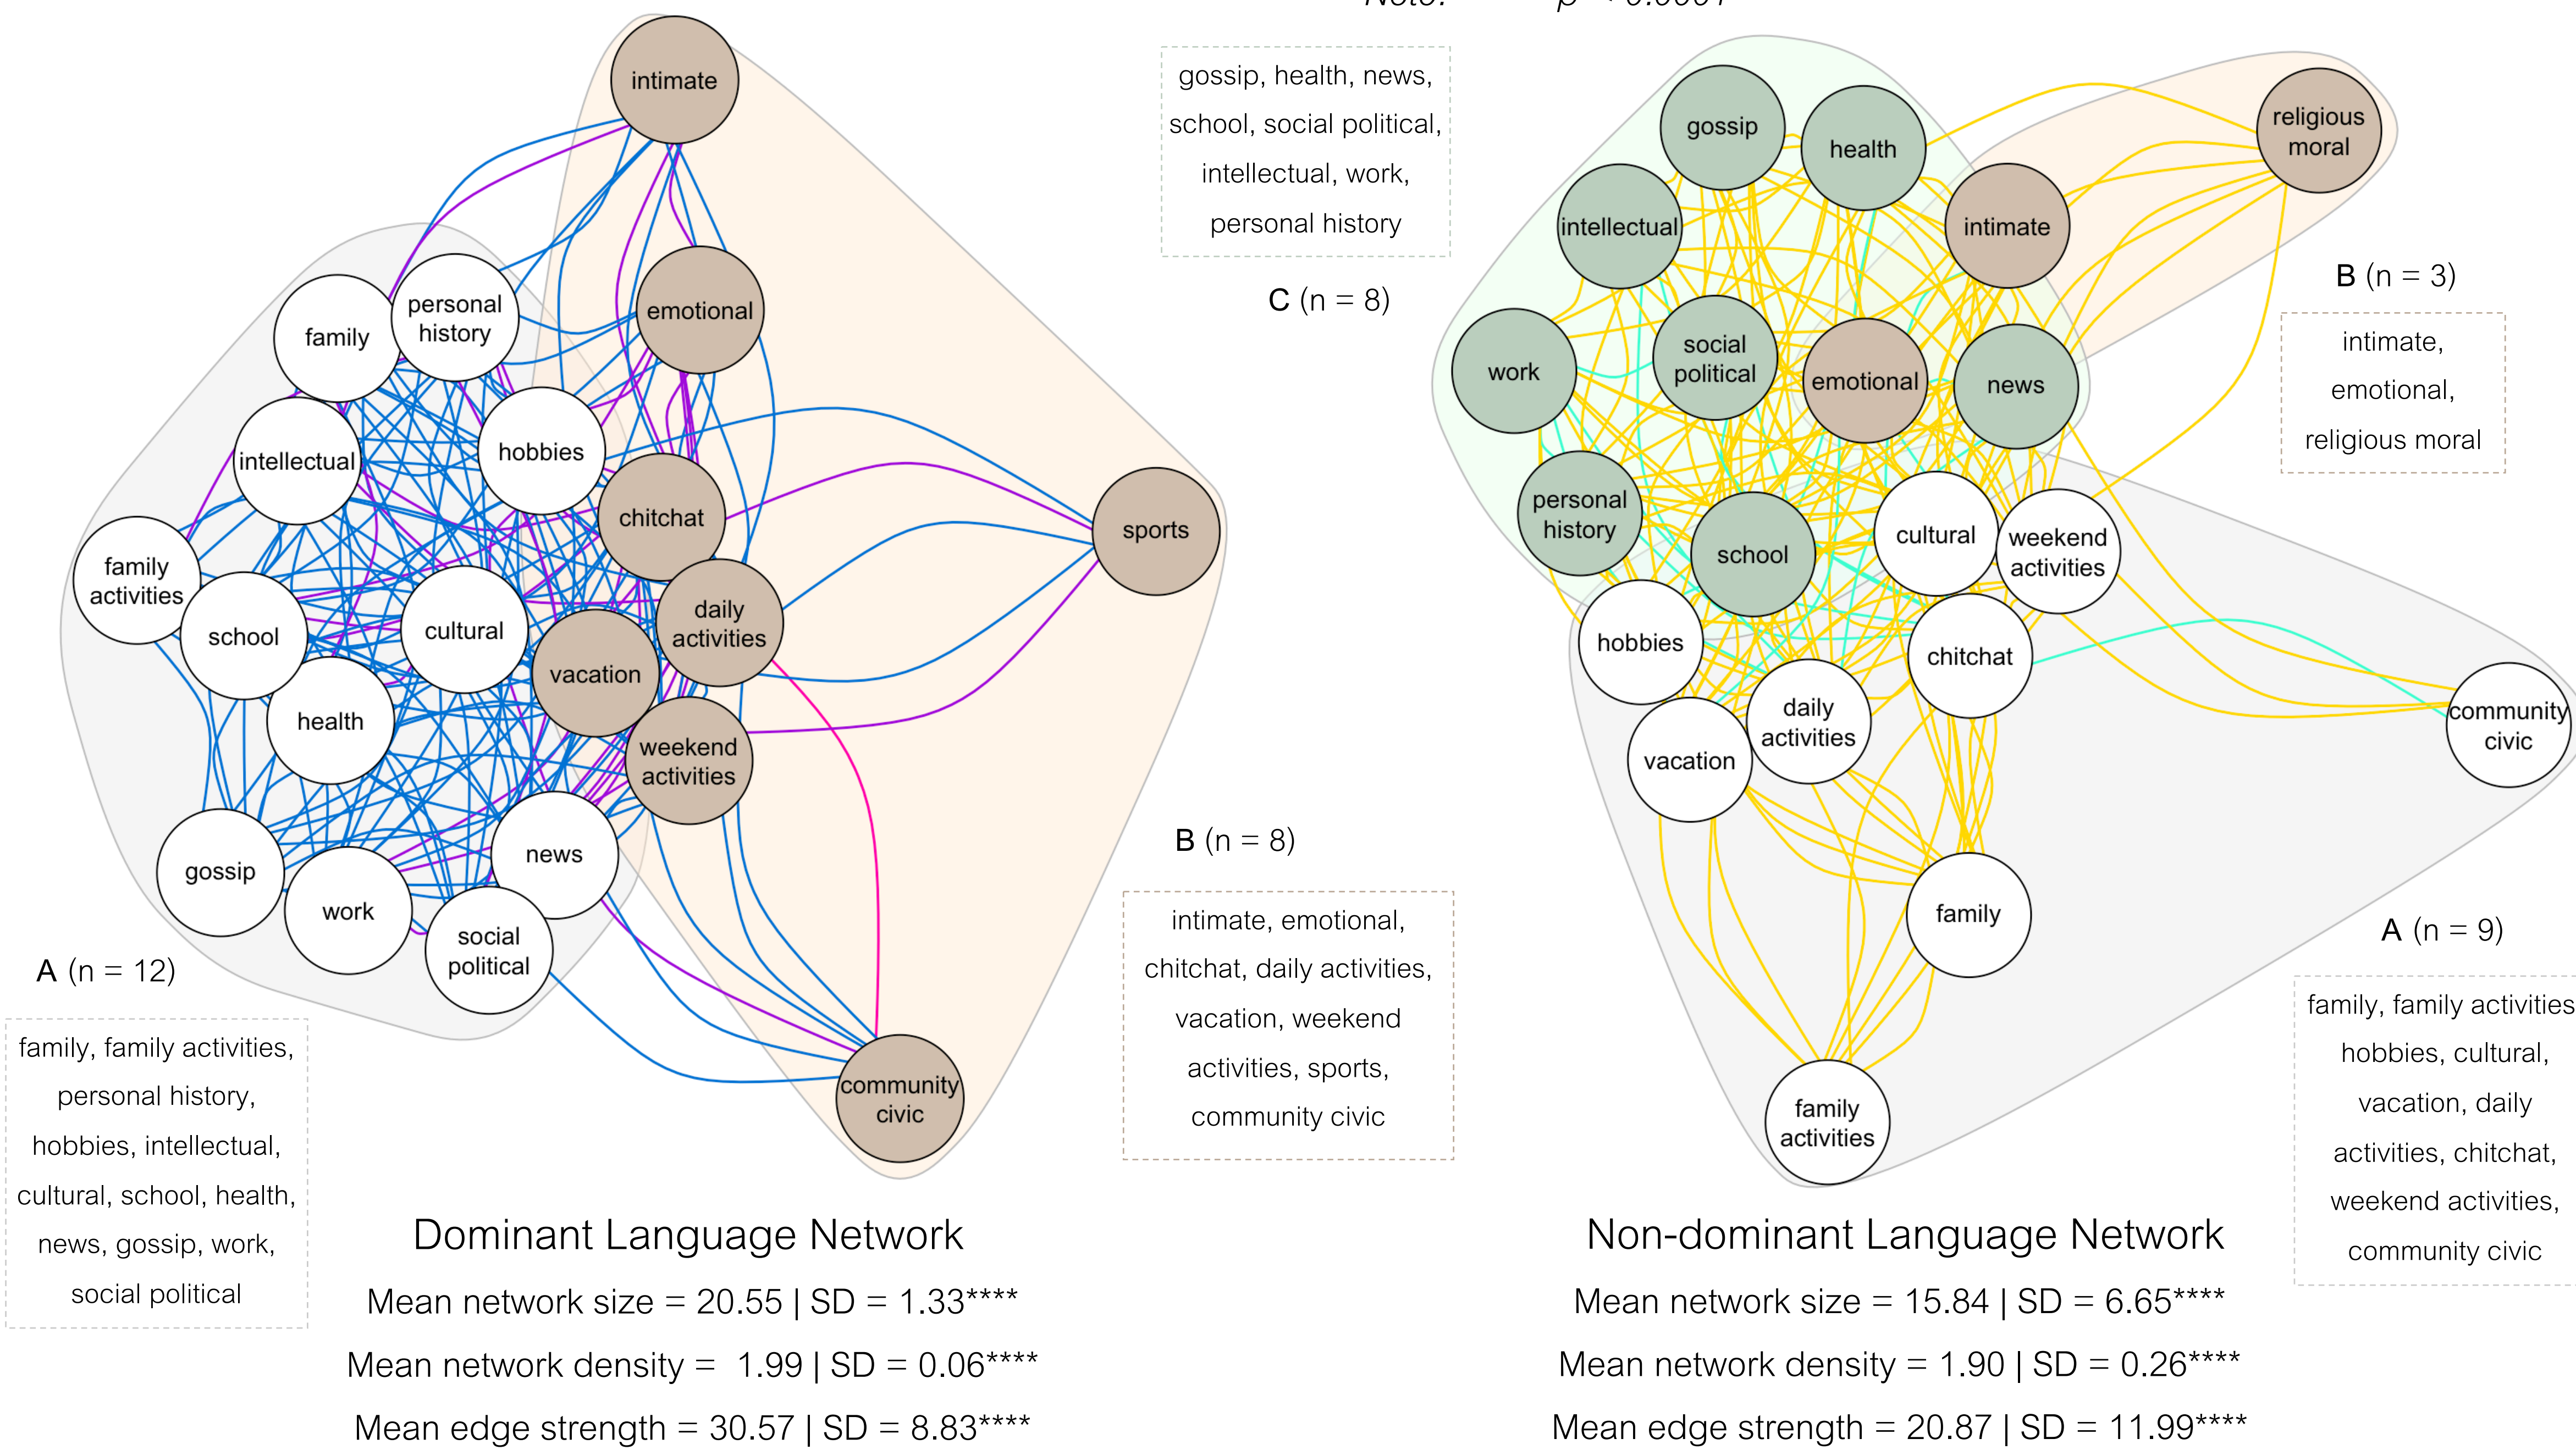 Note:
intimate
emotional
family
personal
history
hobbies
intellectual
chitchat
sports
family
activities
school
cultural
daily
activities
vacation
health
weekend
activities
gossip
work
news
social
political
community
civic
A (n = 12)
family, family activities,
personal history,
hobbies, intellectual,
cultural, school, health,
news, gossip, work,
social political
B (n = 8)
intimate, emotional,
chitchat, daily activities,
vacation, weekend
activities, sports,
community civic
Dominant Language Network
Mean network size = 20.55 | SD = 1.33****
Mean network density = 1.99 | SD = 0.06****
Mean edge strength = 30.57 | SD = 8.83****
gossip, health, news,
school, social political,
intellectual, work,
personal history
C (n = 8)
gossip
health
religious
moral
intellectual
intimate
work
social
political
emotional
news
personal
history
school
cultural
weekend
activities
hobbies
chitchat
vacation
daily
activities
community
civic
family
family
activities
B (n = 3)
intimate,
emotional,
religious moral
A (n = 9)
family, family activities
hobbies, cultural,
vacation, daily
activities, chitchat,
weekend activities,
community civic
Non-dominant Language Network
Mean network size = 15.84 | SD = 6.65****
Mean network density = 1.90 | SD = 0.26****
Mean edge strength = 20.87 | SD = 11.99****